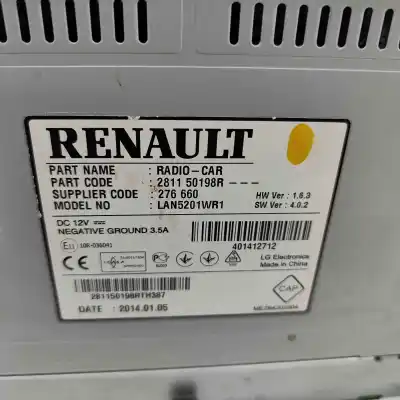 RENAULT
PART NAME : RADIO-CAR
PART CODE : 2811 50198R - - - -
SUPPLIER CODE : 276 660
MODEL NO : LAN5201WR1
HW Ver : 1.6.3
SW Ver : 4.0.2
DC 12V
NEGATIVE GROUND 3.5A
401412712
LG Electronics
Made in China
CAP
281150198RTH387
DATE : 2014.01.05